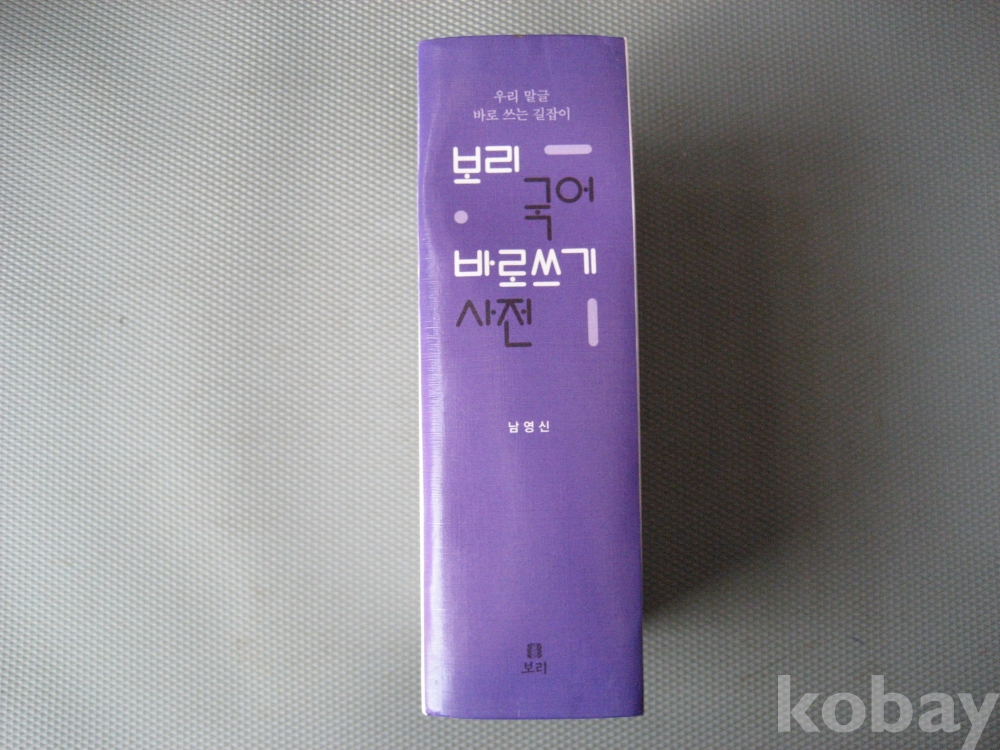 우리 말글
바로 쓰는 길잡이
보리
국어
바로쓰기
사전
남영신
보리
kobay